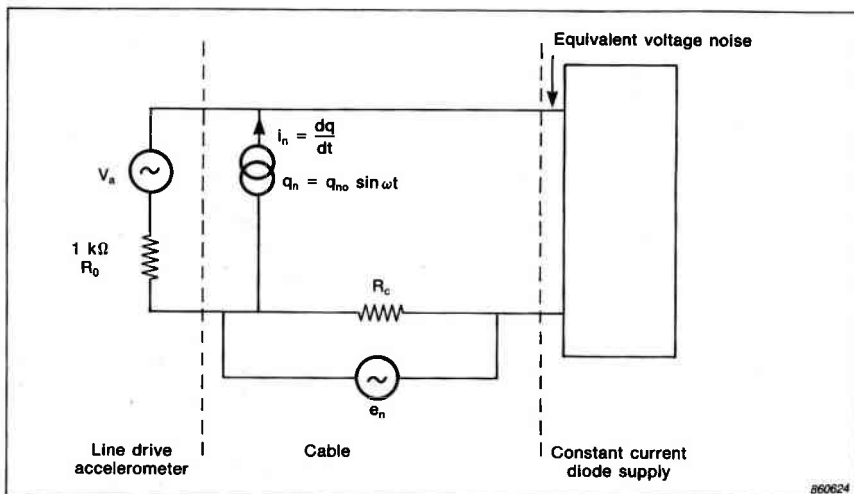 Equivalent voltage noise
i_n = dq/dt
q_n = q_no sin ωt
V_a
1 kΩ
R_0
R_c
e_n
Line drive
accelerometer
Cable
Constant current
diode supply
860624